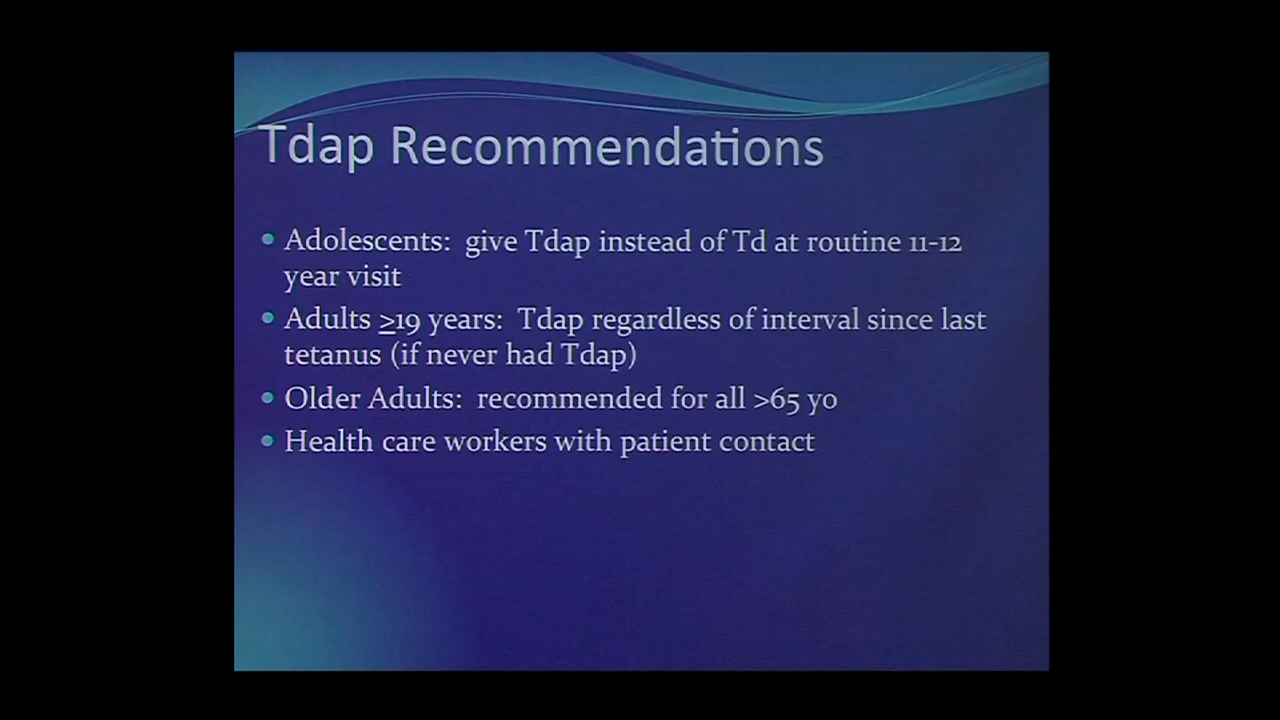 Tdap Recommendations
Adolescents: give Tdap instead of Td at routine 11-12
year visit
Adults ≥19 years: Tdap regardless of interval since last
tetanus (if never had Tdap)
Older Adults: recommended for all >65 yo
Health care workers with patient contact